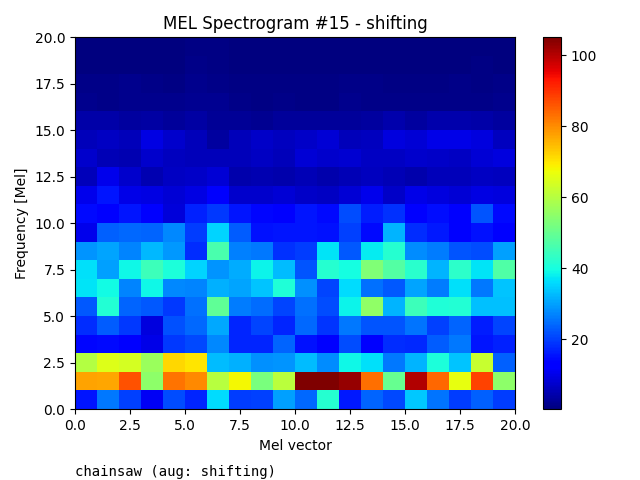 MEL Spectrogram #15 - shifting
20.0
17.5
15.0
12.5
10.0
7.5
5.0
2.5
0.0
Frequency [Mel]
0.0 2.5 5.0 7.5 10.0 12.5 15.0 17.5 20.0
Mel vector
100
80
60
40
20
chainsaw (aug: shifting)